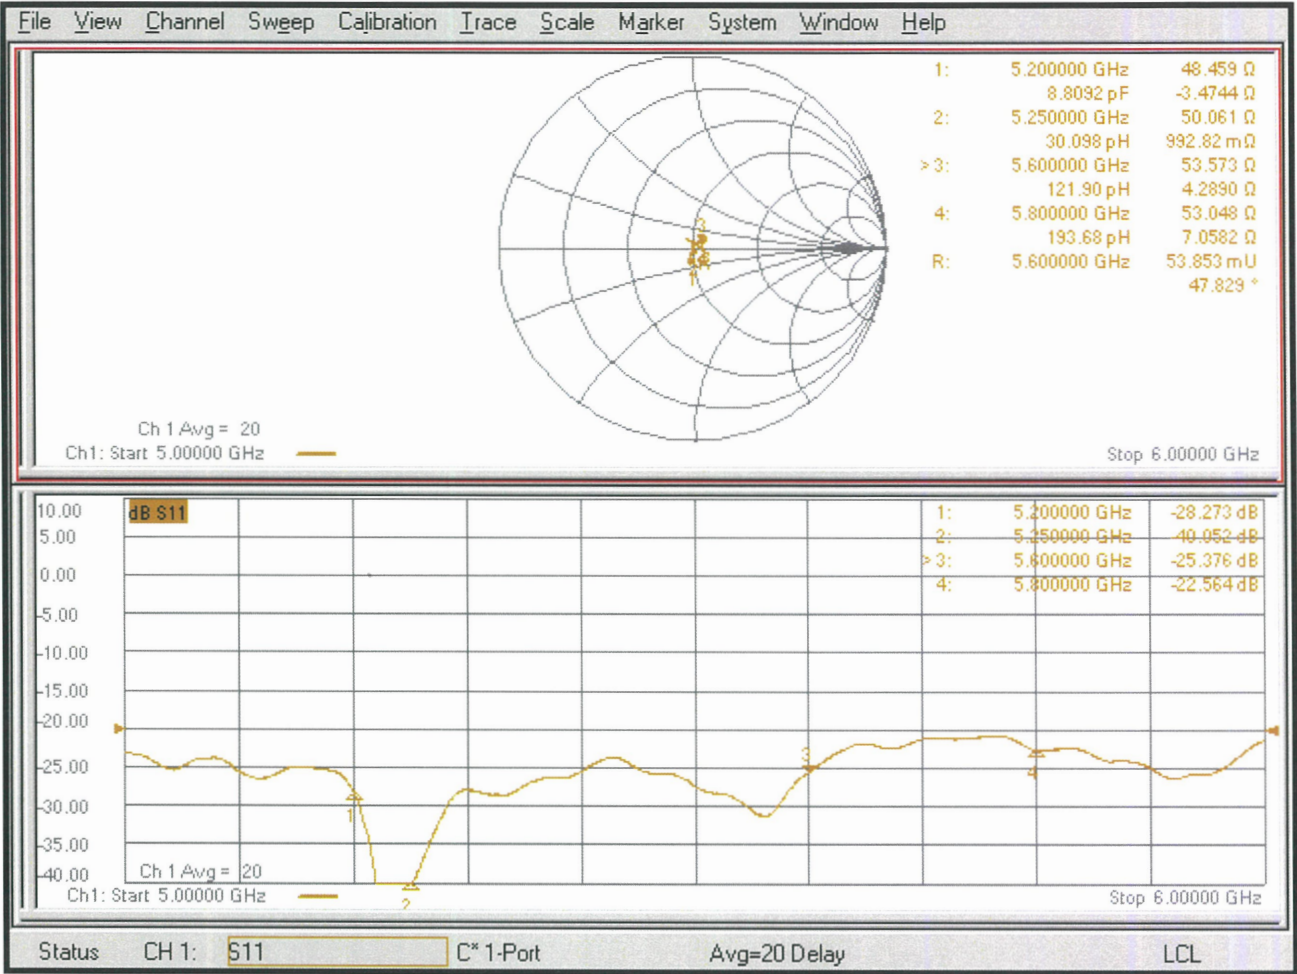 File View Channel Sweep Calibration Trace Scale Marker System Window Help
1: 5.200000 GHz 48.459 Ω
8.8092 pF -3.4744 Ω
2: 5.250000 GHz 50.061 Ω
30.098 pH 992.82 mΩ
>3: 5.600000 GHz 53.573 Ω
121.90 pH 4.2890 Ω
4: 5.800000 GHz 53.048 Ω
193.68 pH 7.0582 Ω
R: 5.600000 GHz 53.853 mU
47.829 °
3
1
Ch 1 Avg = 20
Ch1: Start 5.00000 GHz
Stop 6.00000 GHz
10.00
dB S11
1: 5.200000 GHz -28.273 dB
5.00
2: 5.250000 GHz -40.052 dB
> 3: 5.600000 GHz -25.376 dB
0.00
4: 5.800000 GHz -22.564 dB
-5.00
-10.00
-15.00
-20.00
3
-25.00
4
-30.00
1
-35.00
-40.00
Ch 1 Avg = 20
2
Ch1: Start 5.00000 GHz
Stop 6.00000 GHz
Status CH 1: S11 C* 1-Port Avg=20 Delay LCL